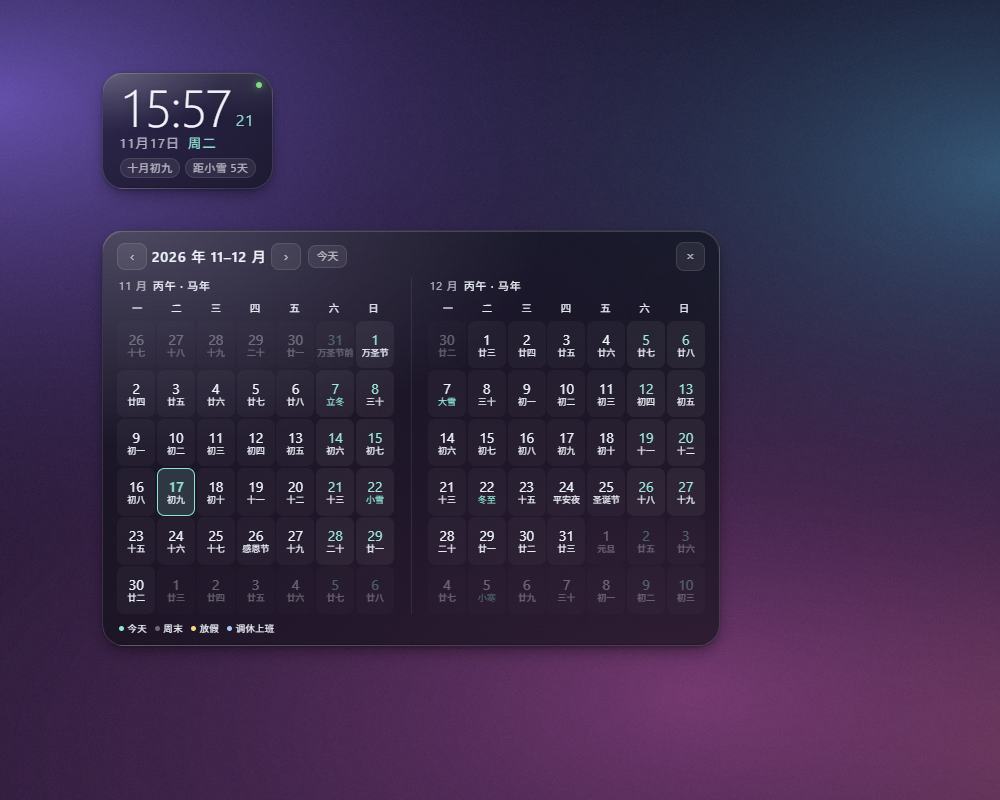 15:57 21
11月17日 周二
十月初九 距小雪 5天
‹ 2026 年 11–12 月 › 今天 ×
11 月 丙午 · 马年
一 二 三 四 五 六 日
26 27 28 29 30 31 1
十七 十八 十九 二十 廿一 万圣节前 万圣节
2 3 4 5 6 7 8
廿四 廿五 廿六 廿七 廿八 立冬 三十
9 10 11 12 13 14 15
初一 初二 初三 初四 初五 初六 初七
16 17 18 19 20 21 22
初八 初九 初十 十一 十二 十三 小雪
23 24 25 26 27 28 29
十五 十六 十七 感恩节 十九 二十 廿一
30 1 2 3 4 5 6
廿二 廿三 廿四 廿五 廿六 廿七 廿八
12 月 丙午 · 马年
一 二 三 四 五 六 日
30 1 2 3 4 5 6
廿二 廿三 廿四 廿五 廿六 廿七 廿八
7 8 9 10 11 12 13
大雪 三十 初一 初二 初三 初四 初五
14 15 16 17 18 19 20
初六 初七 初八 初九 初十 十一 十二
21 22 23 24 25 26 27
十三 冬至 十五 平安夜 圣诞节 十八 十九
28 29 30 31 1 2 3
二十 廿一 廿二 廿三 元旦 廿五 廿六
4 5 6 7 8 9 10
廿七 小寒 廿九 三十 初一 初二 初三
今天 周末 放假 调休上班